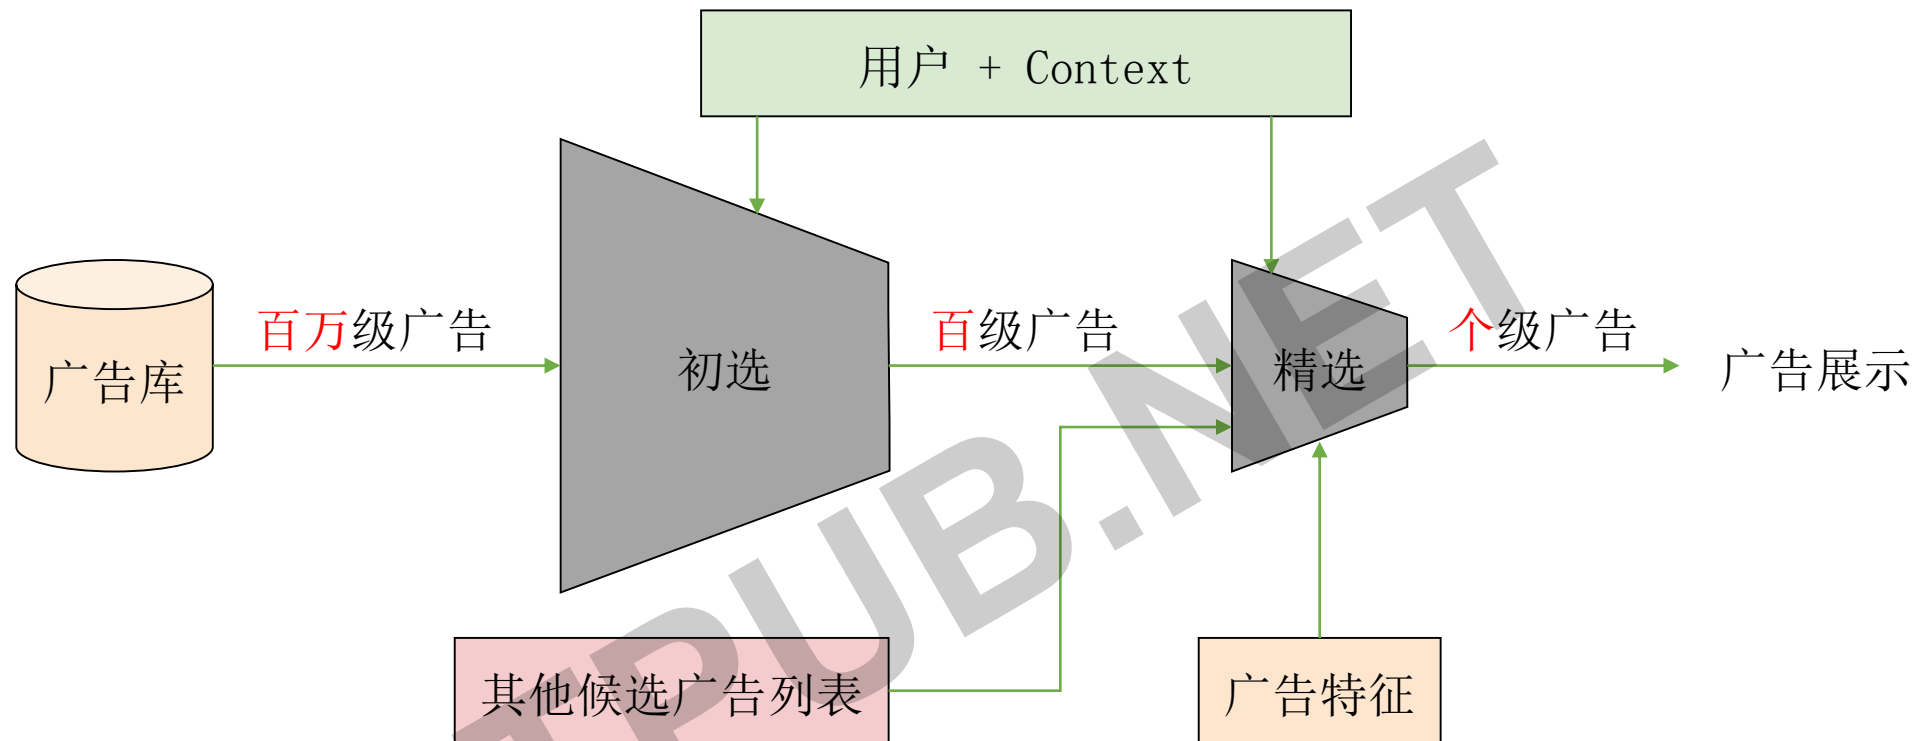 用户 + Context
百万级广告
百级广告
个级广告
广告库
初选
精选
广告展示
其他候选广告列表
广告特征
TPUB.NET